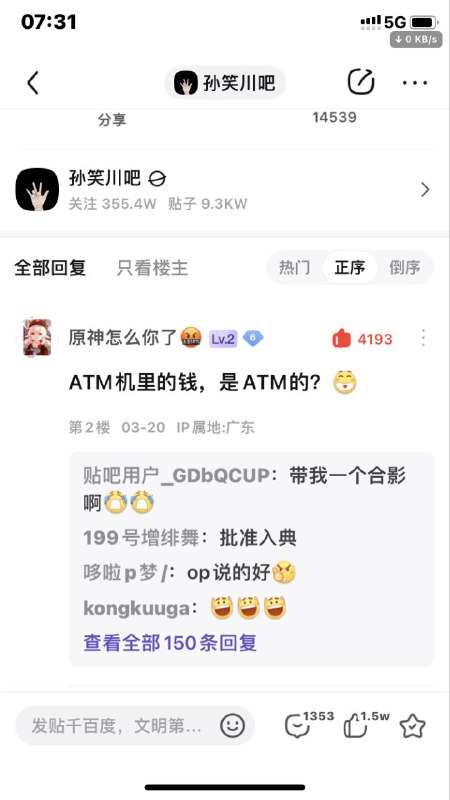 07:31
5G
↓ 0 KB/s
孙笑川吧
分享
14539
孙笑川吧
关注 355.4W 贴子 9.3KW
全部回复 只看楼主 热门 正序 倒序
原神怎么你了 Lv.2 6 4193
ATM机里的钱，是ATM的？
第2楼 03-20 IP属地:广东
贴吧用户_GDbQCUP：带我一个合影
啊
199号增绯舞：批准入典
哆啦p梦/：op说的好
kongkuuga：
查看全部150条回复
发贴千百度，文明第... 1353 1.5w